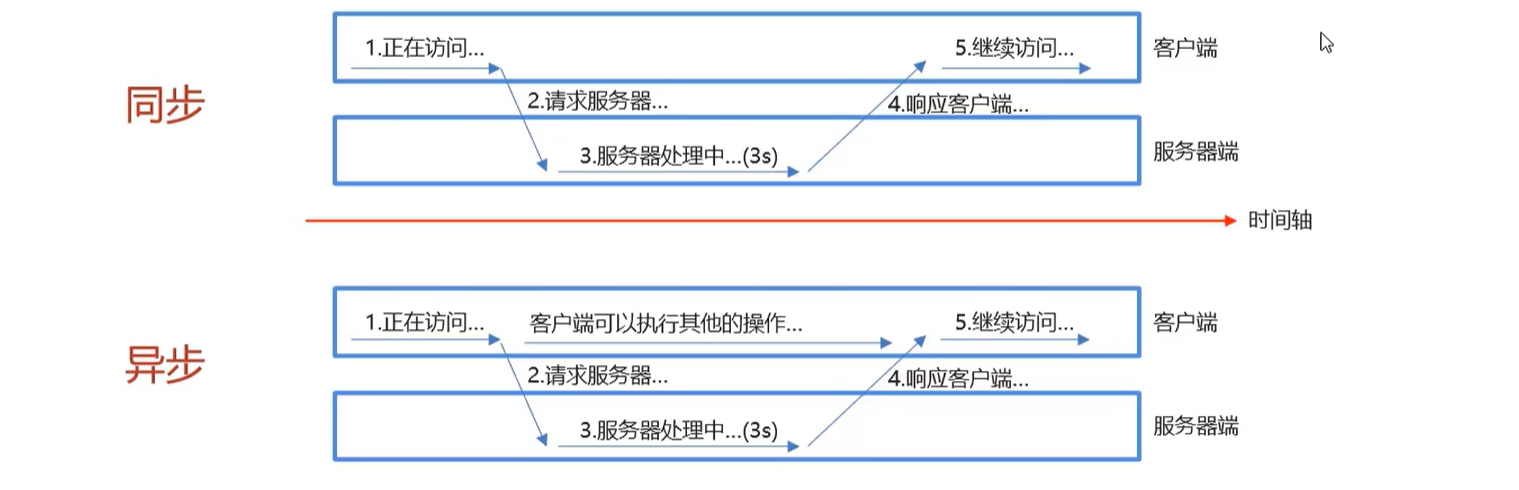 同步
1.正在访问...
5.继续访问...
客户端
2.请求服务器...
4.响应客户端...
3.服务器处理中...(3s)
服务器端
时间轴
异步
1.正在访问...
客户端可以执行其他的操作...
5.继续访问...
客户端
2.请求服务器...
4.响应客户端...
3.服务器处理中...(3s)
服务器端